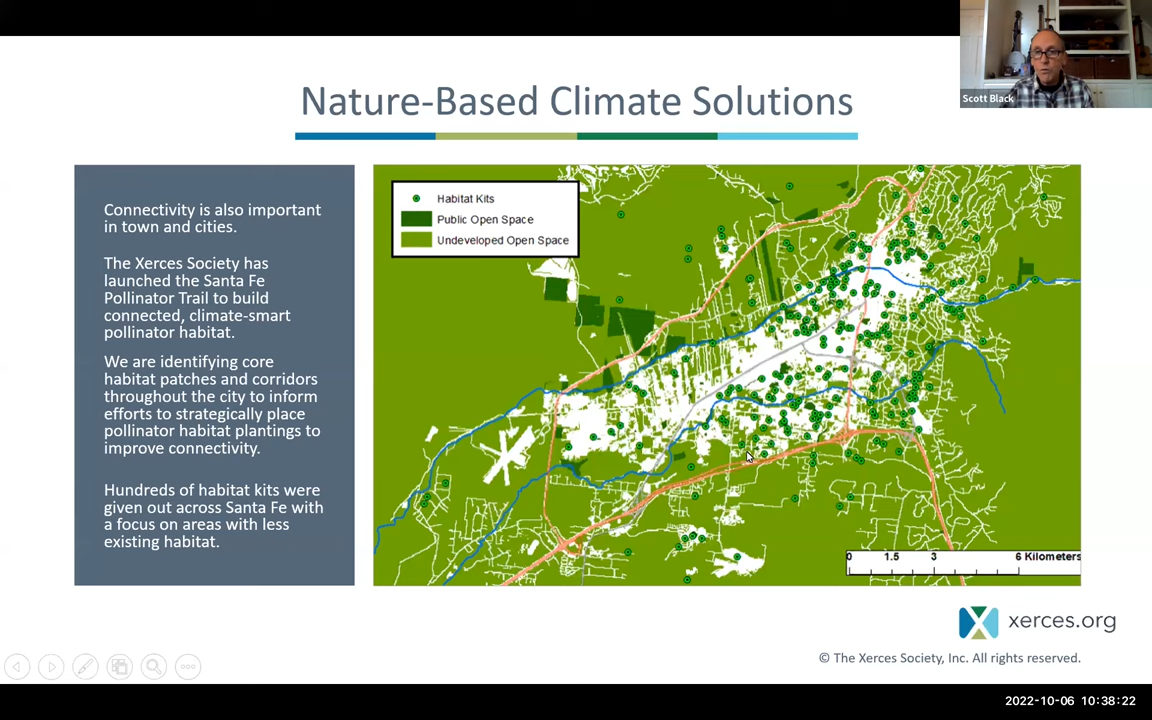 Scott Black
Nature-Based Climate Solutions
Connectivity is also important
in town and cities.
The Xerces Society has
launched the Santa Fe
Pollinator Trail to build
connected, climate-smart
pollinator habitat.
We are identifying core
habitat patches and corridors
throughout the city to inform
efforts to strategically place
pollinator habitat plantings to
improve connectivity.
Hundreds of habitat kits were
given out across Santa Fe with
a focus on areas with less
existing habitat.
Habitat Kits
Public Open Space
Undeveloped Open Space
0 1.5 3 6 Kilometers
xerces.org
© The Xerces Society, Inc. All rights reserved.
2022-10-06 10:38:22